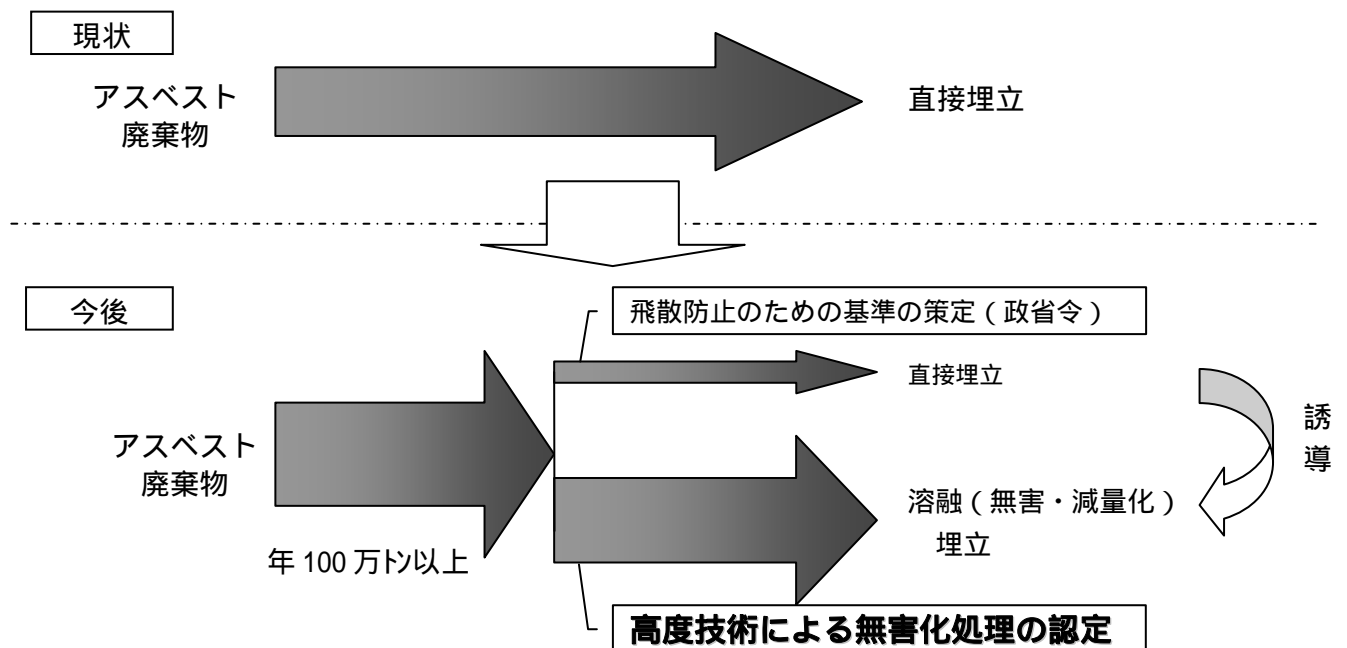 現状
アスベスト
廃棄物
直接埋立
今後
飛散防止のための基準の策定（政省令）
直接埋立
アスベスト
廃棄物
誘導
溶融（無害・減量化）
埋立
年100万トン以上
高度技術による無害化処理の認定